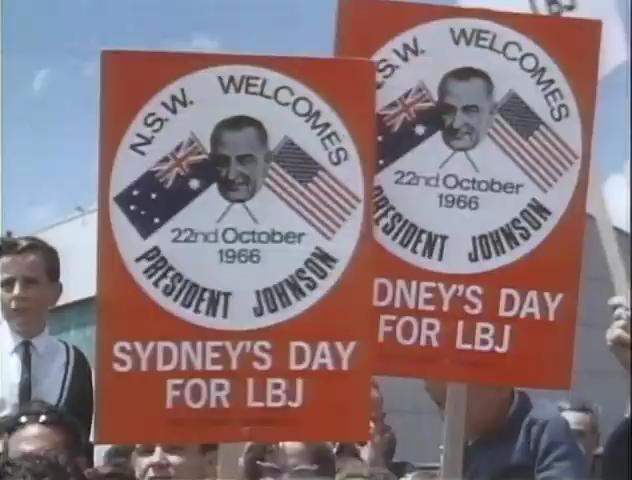 N.S.W. WELCOMES
22nd October
1966
PRESIDENT JOHNSON
SYDNEY'S DAY
FOR LBJ
S.W. WELCOMES
22nd October
1966
PRESIDENT JOHNSON
DNEY'S DAY
FOR LBJ